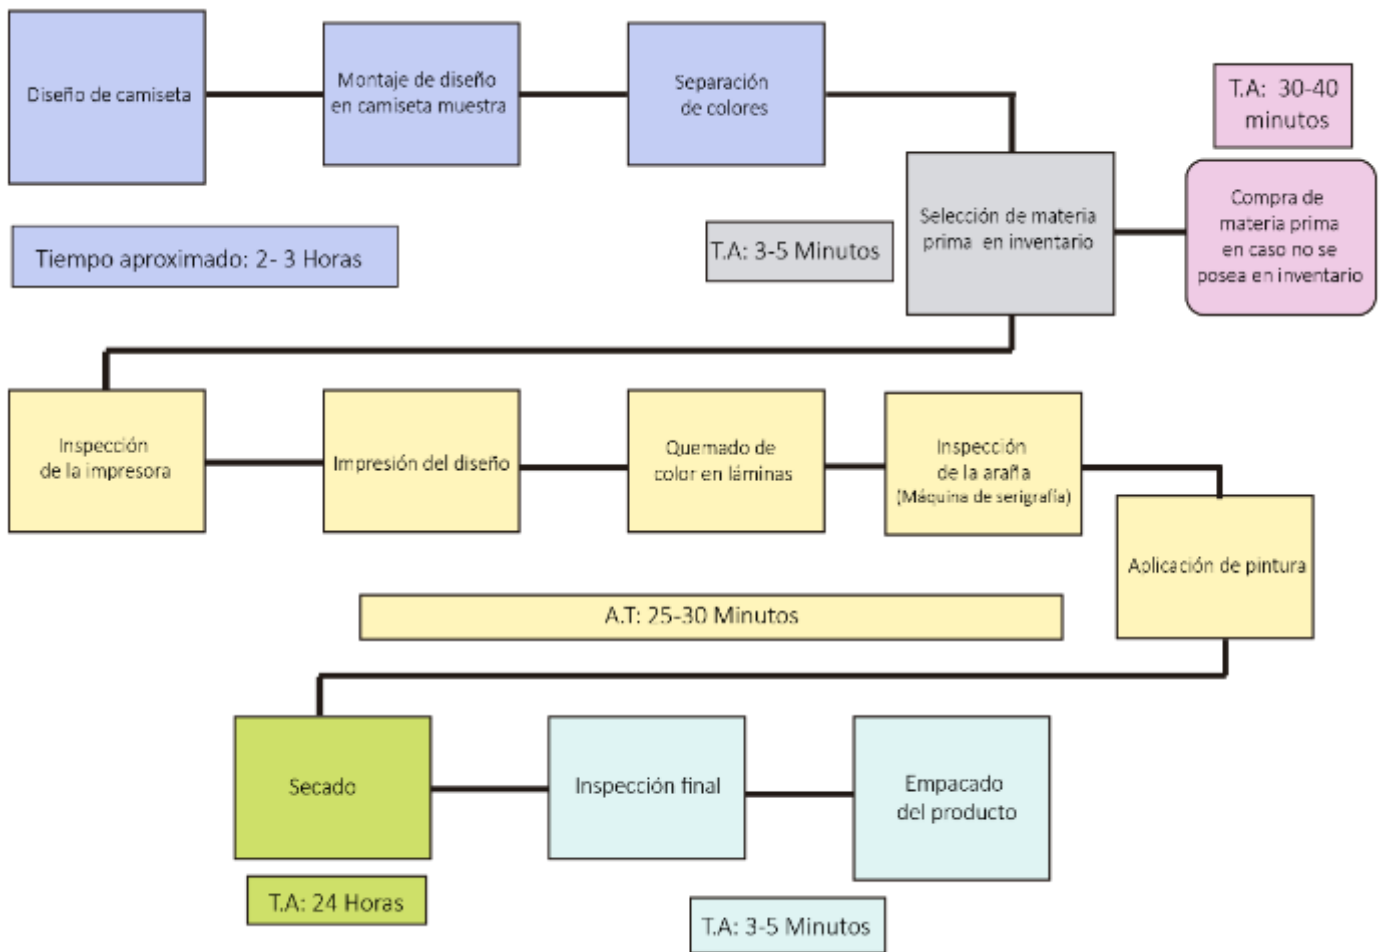 Diseño de camiseta
Montaje de diseño
en camiseta muestra
Separación
de colores
T.A: 30-40
minutos
Tiempo aproximado: 2- 3 Horas
T.A: 3-5 Minutos
Selección de materia
prima en inventario
Compra de
materia prima
en caso no se
posea en inventario
Inspección
de la impresora
Impresión del diseño
Quemado de
color en láminas
Inspección
de la araña
(Máquina de serigrafía)
Aplicación de pintura
A.T: 25-30 Minutos
Secado
Inspección final
Empacado
del producto
T.A: 24 Horas
T.A: 3-5 Minutos